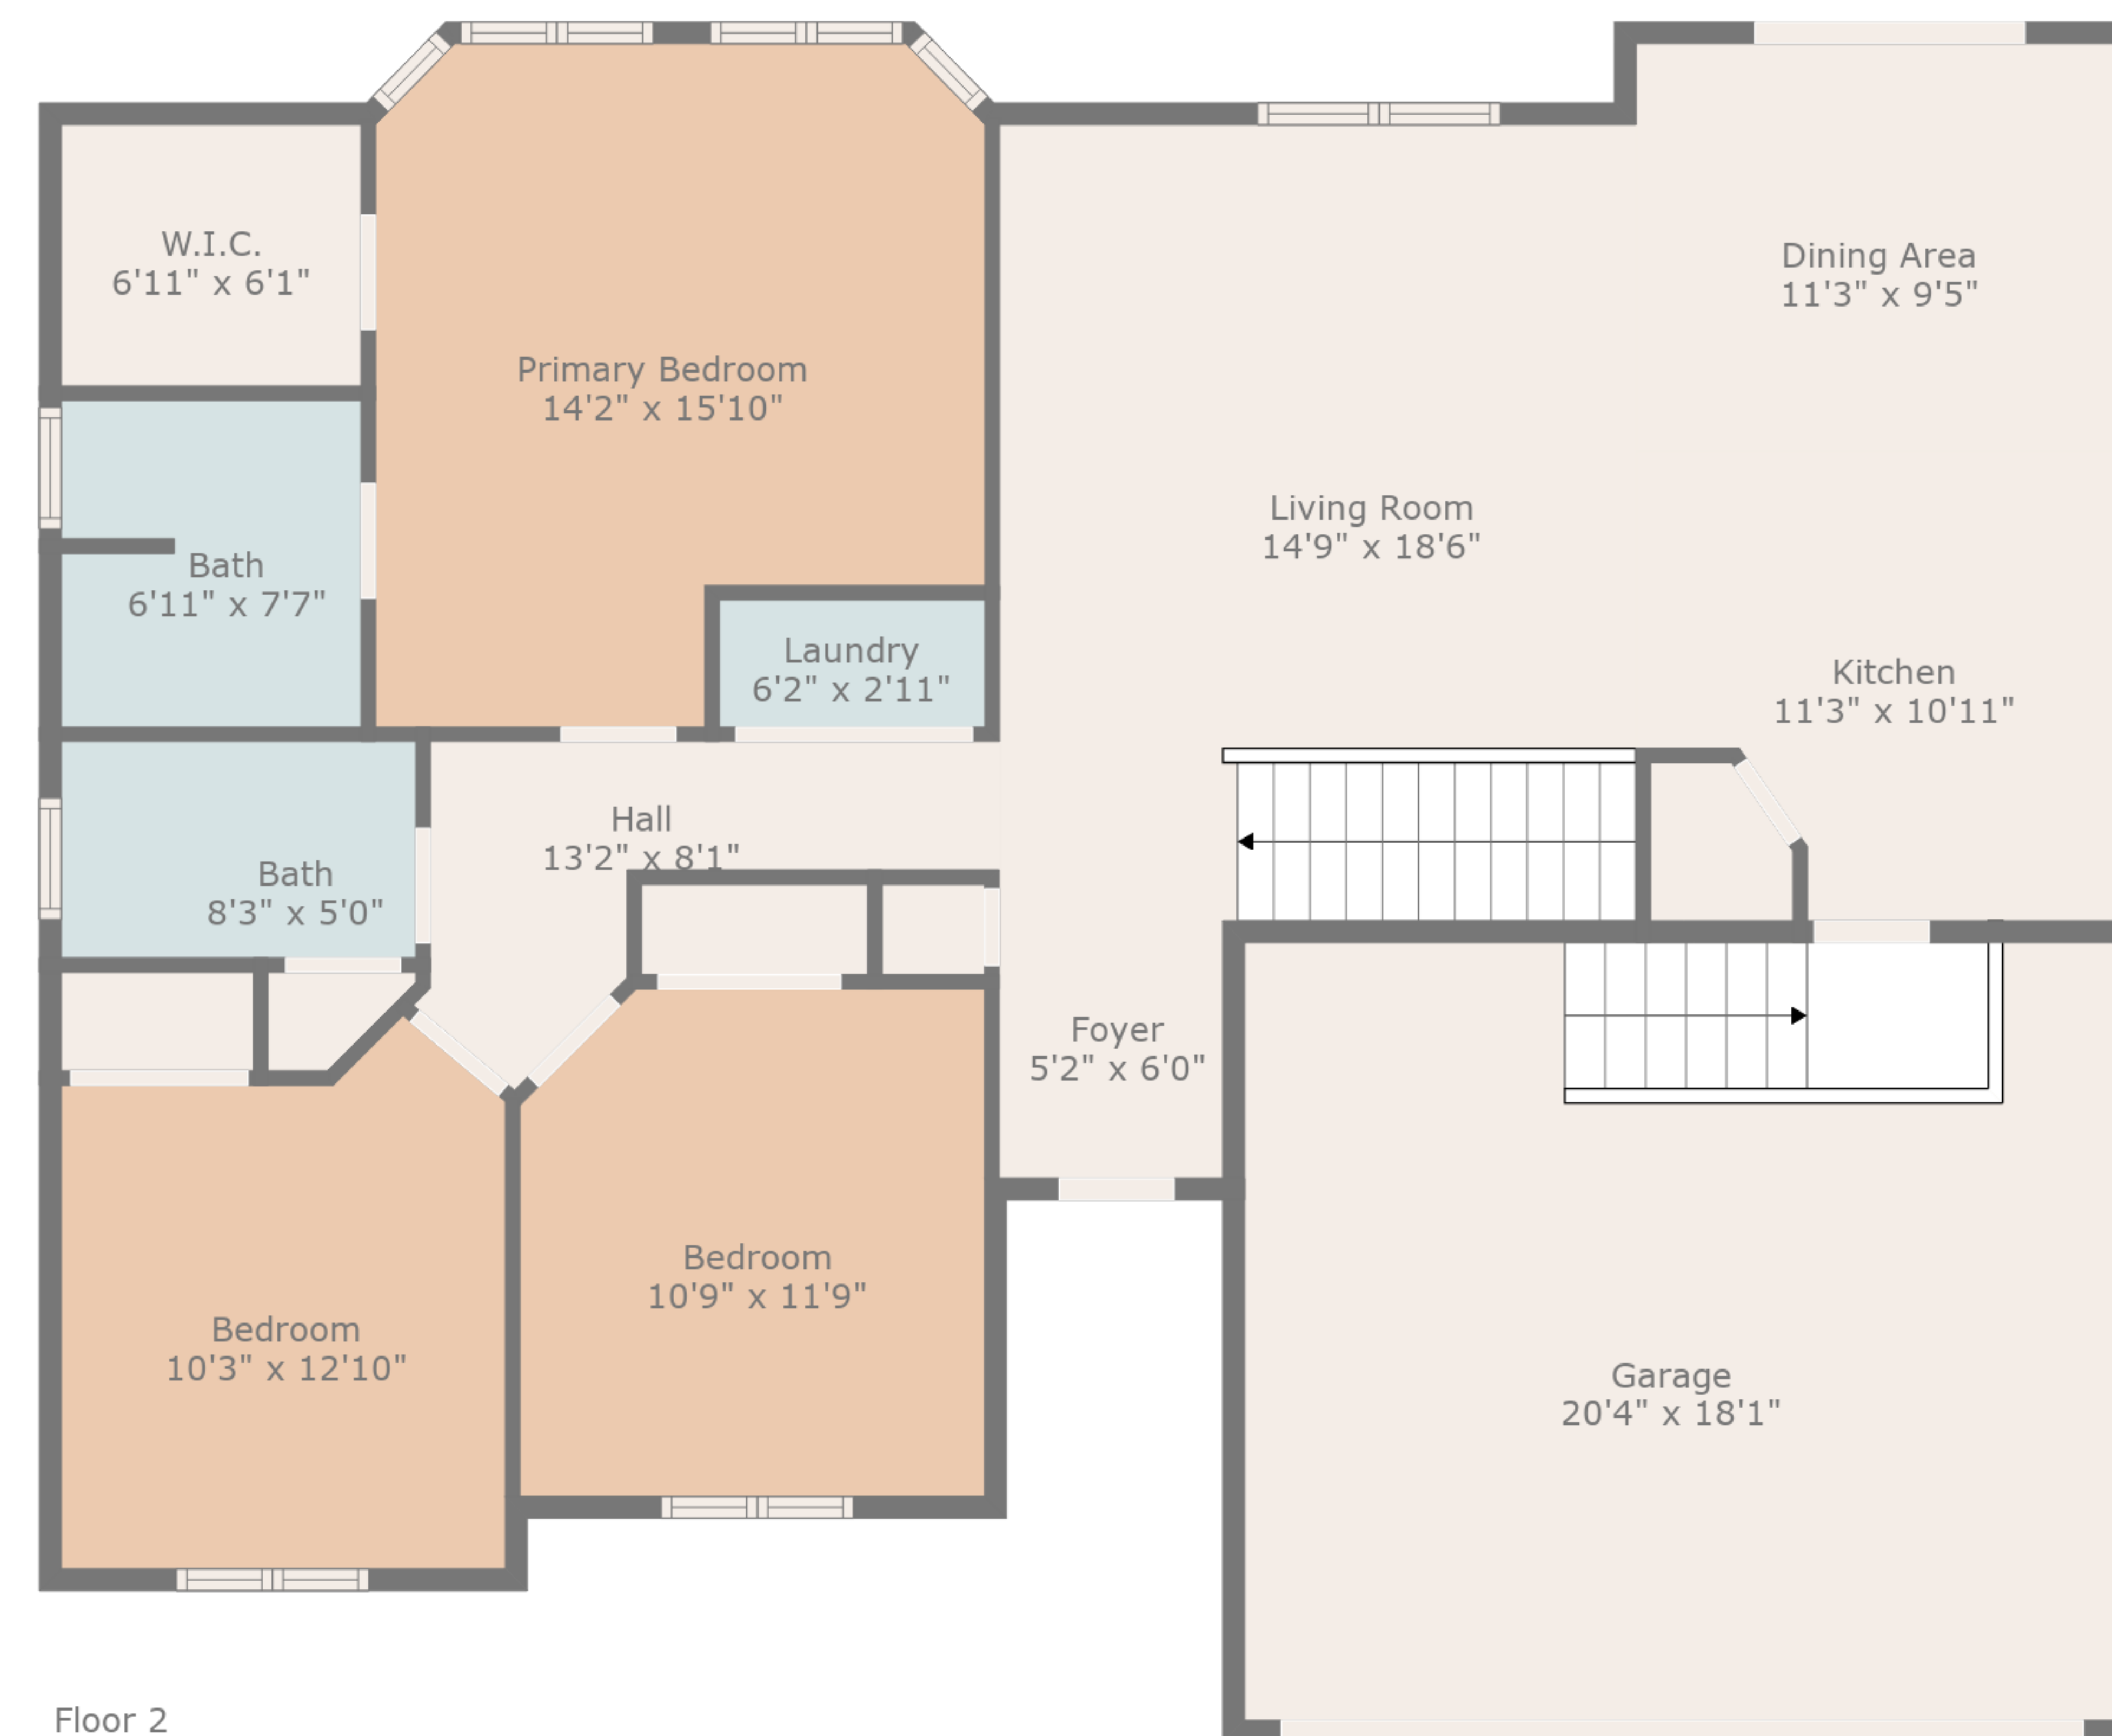 W.I.C.
6'11" x 6'1"
Primary Bedroom
14'2" x 15'10"
Dining Area
11'3" x 9'5"
Living Room
14'9" x 18'6"
Bath
6'11" x 7'7"
Laundry
6'2" x 2'11"
Kitchen
11'3" x 10'11"
Hall
13'2" x 8'1"
Bath
8'3" x 5'0"
Foyer
5'2" x 6'0"
Bedroom
10'9" x 11'9"
Bedroom
10'3" x 12'10"
Garage
20'4" x 18'1"
Floor 2